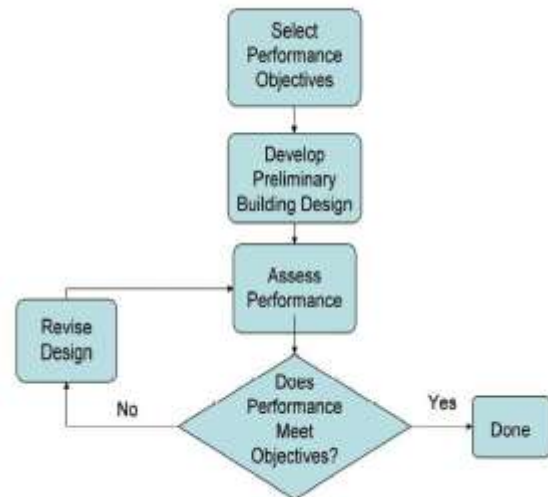 Select
Performance
Objectives
Develop
Preliminary
Building Design
Assess
Performance
Revise
Design
Does
Performance
Meet
Objectives?
No
Yes
Done